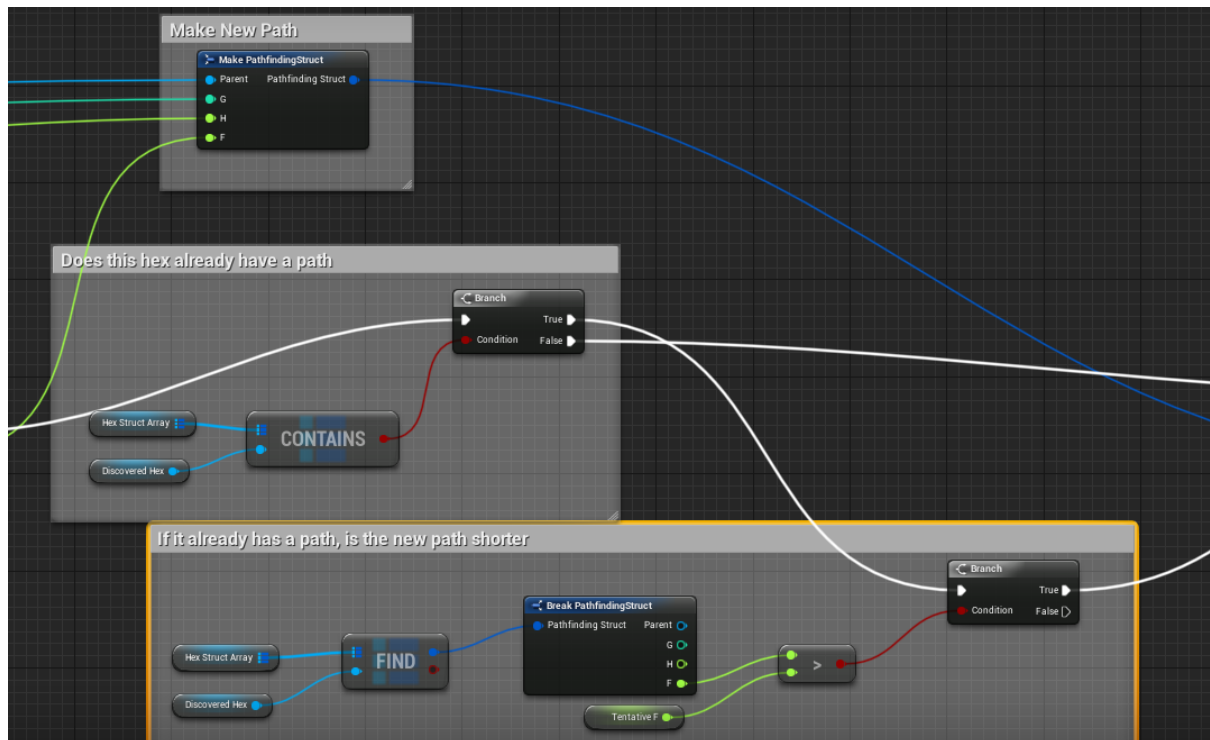 Make New Path
Make PathfindingStruct
Parent Pathfinding Struct
G
H
F
Does this hex already have a path
Branch
True
Condition False
Hex Struct Array
CONTAINS
Discovered Hex
If it already has a path, is the new path shorter
Branch
True
Condition False
Break PathfindingStruct
Pathfinding Struct Parent
G
H
F
Hex Struct Array
FIND
Discovered Hex
>
Tentative F